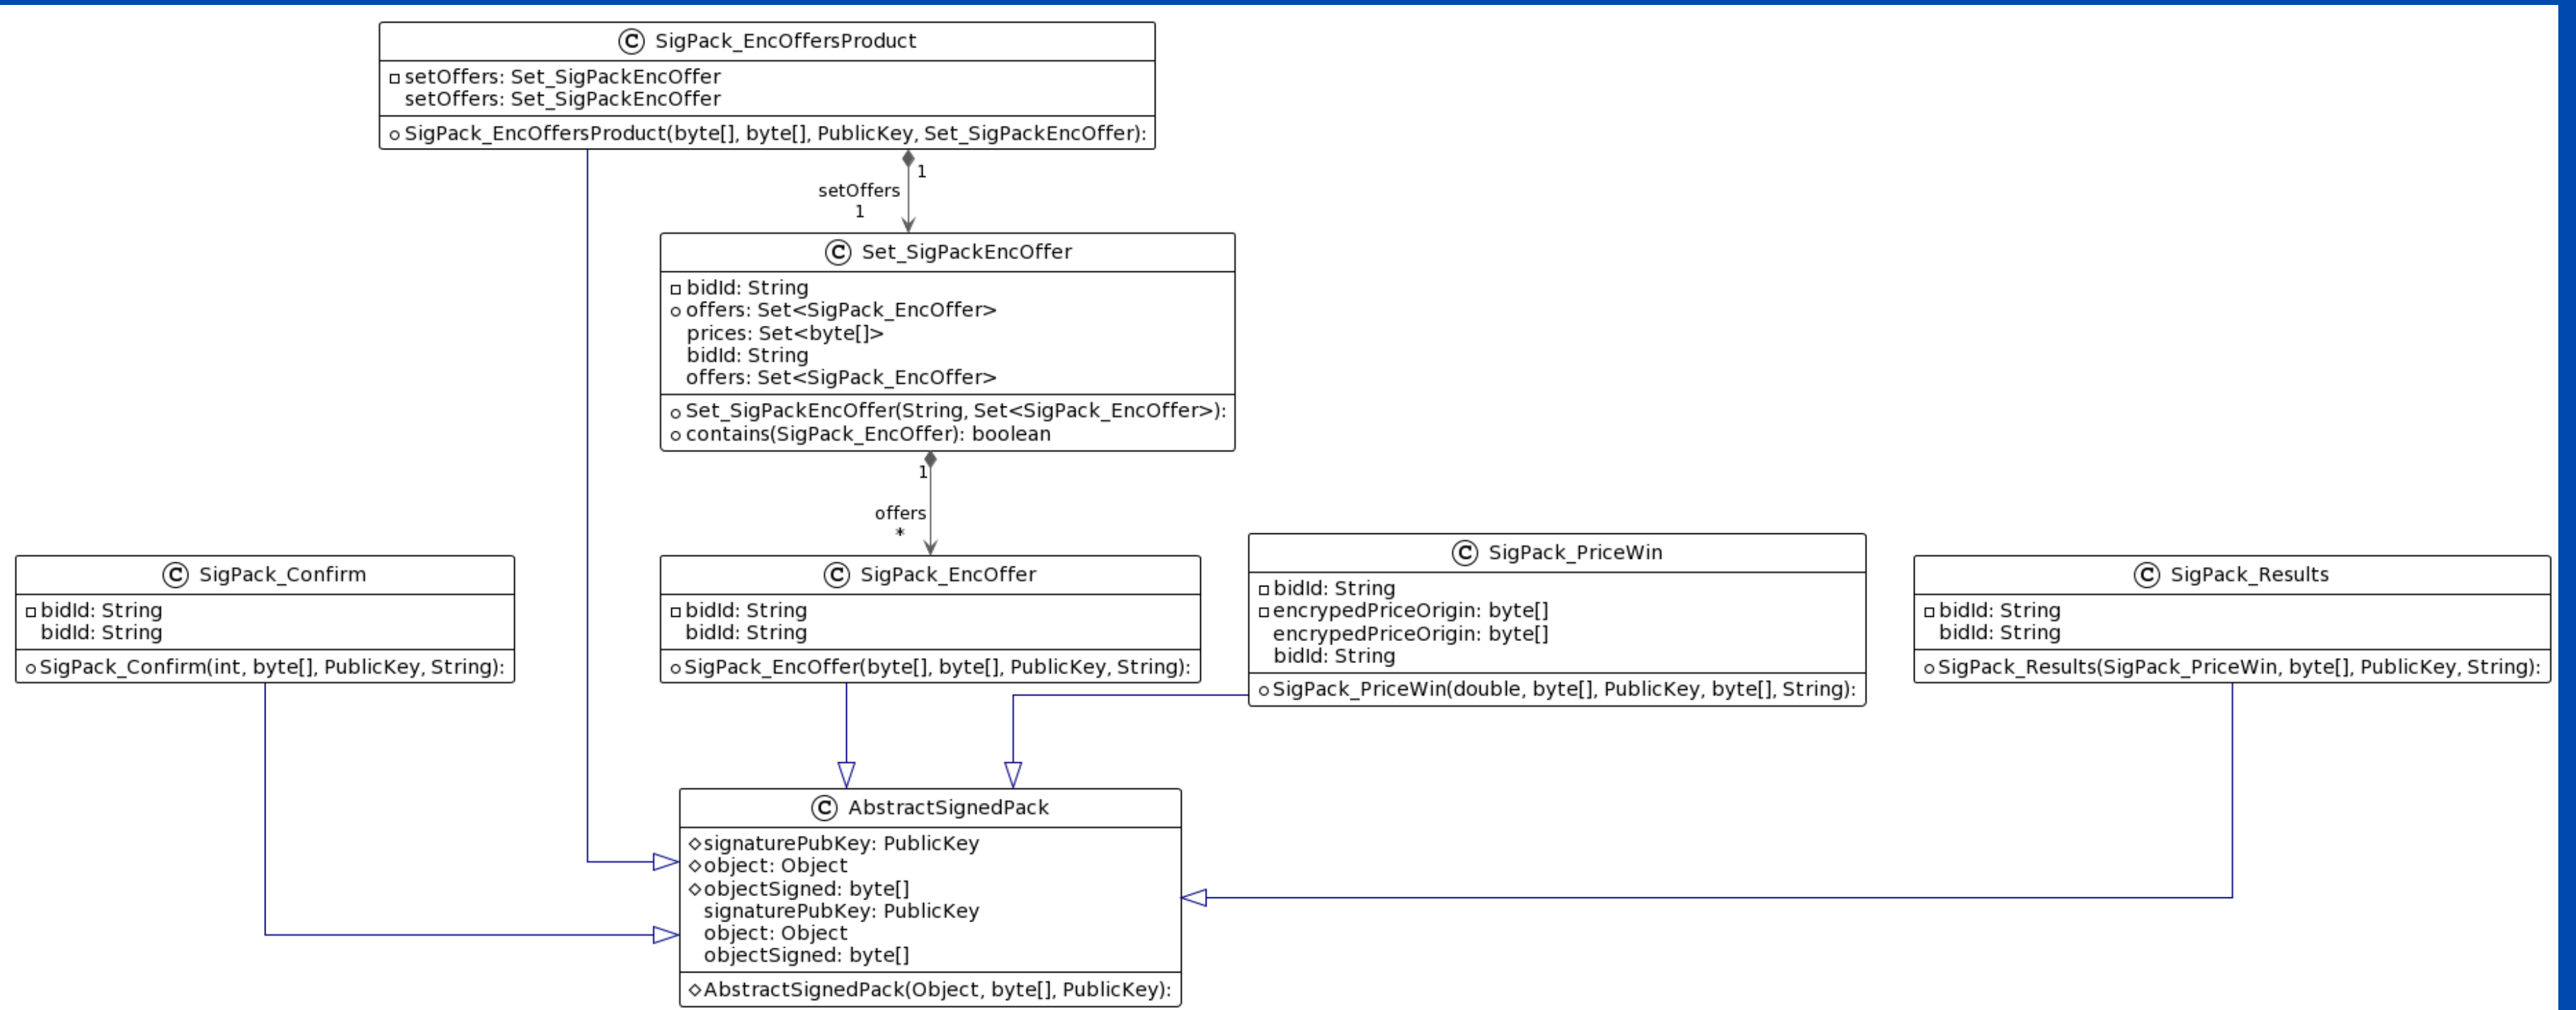 C SigPack_EncOffersProduct
setOffers: Set_SigPackEncOffer
setOffers: Set_SigPackEncOffer
SigPack_EncOffersProduct(byte[], byte[], PublicKey, Set_SigPackEncOffer):
1
setOffers
1
C Set_SigPackEncOffer
bidId: String
offers: Set<SigPack_EncOffer>
prices: Set<byte[]>
bidId: String
offers: Set<SigPack_EncOffer>
Set_SigPackEncOffer(String, Set<SigPack_EncOffer>):
contains(SigPack_EncOffer): boolean
1
offers
*
C SigPack_Confirm
bidId: String
bidId: String
SigPack_Confirm(int, byte[], PublicKey, String):
C SigPack_EncOffer
bidId: String
bidId: String
SigPack_EncOffer(byte[], byte[], PublicKey, String):
C SigPack_PriceWin
bidId: String
encrypedPriceOrigin: byte[]
encrypedPriceOrigin: byte[]
bidId: String
SigPack_PriceWin(double, byte[], PublicKey, byte[], String):
C SigPack_Results
bidId: String
bidId: String
SigPack_Results(SigPack_PriceWin, byte[], PublicKey, String):
C AbstractSignedPack
signaturePubKey: PublicKey
object: Object
objectSigned: byte[]
signaturePubKey: PublicKey
object: Object
objectSigned: byte[]
AbstractSignedPack(Object, byte[], PublicKey):